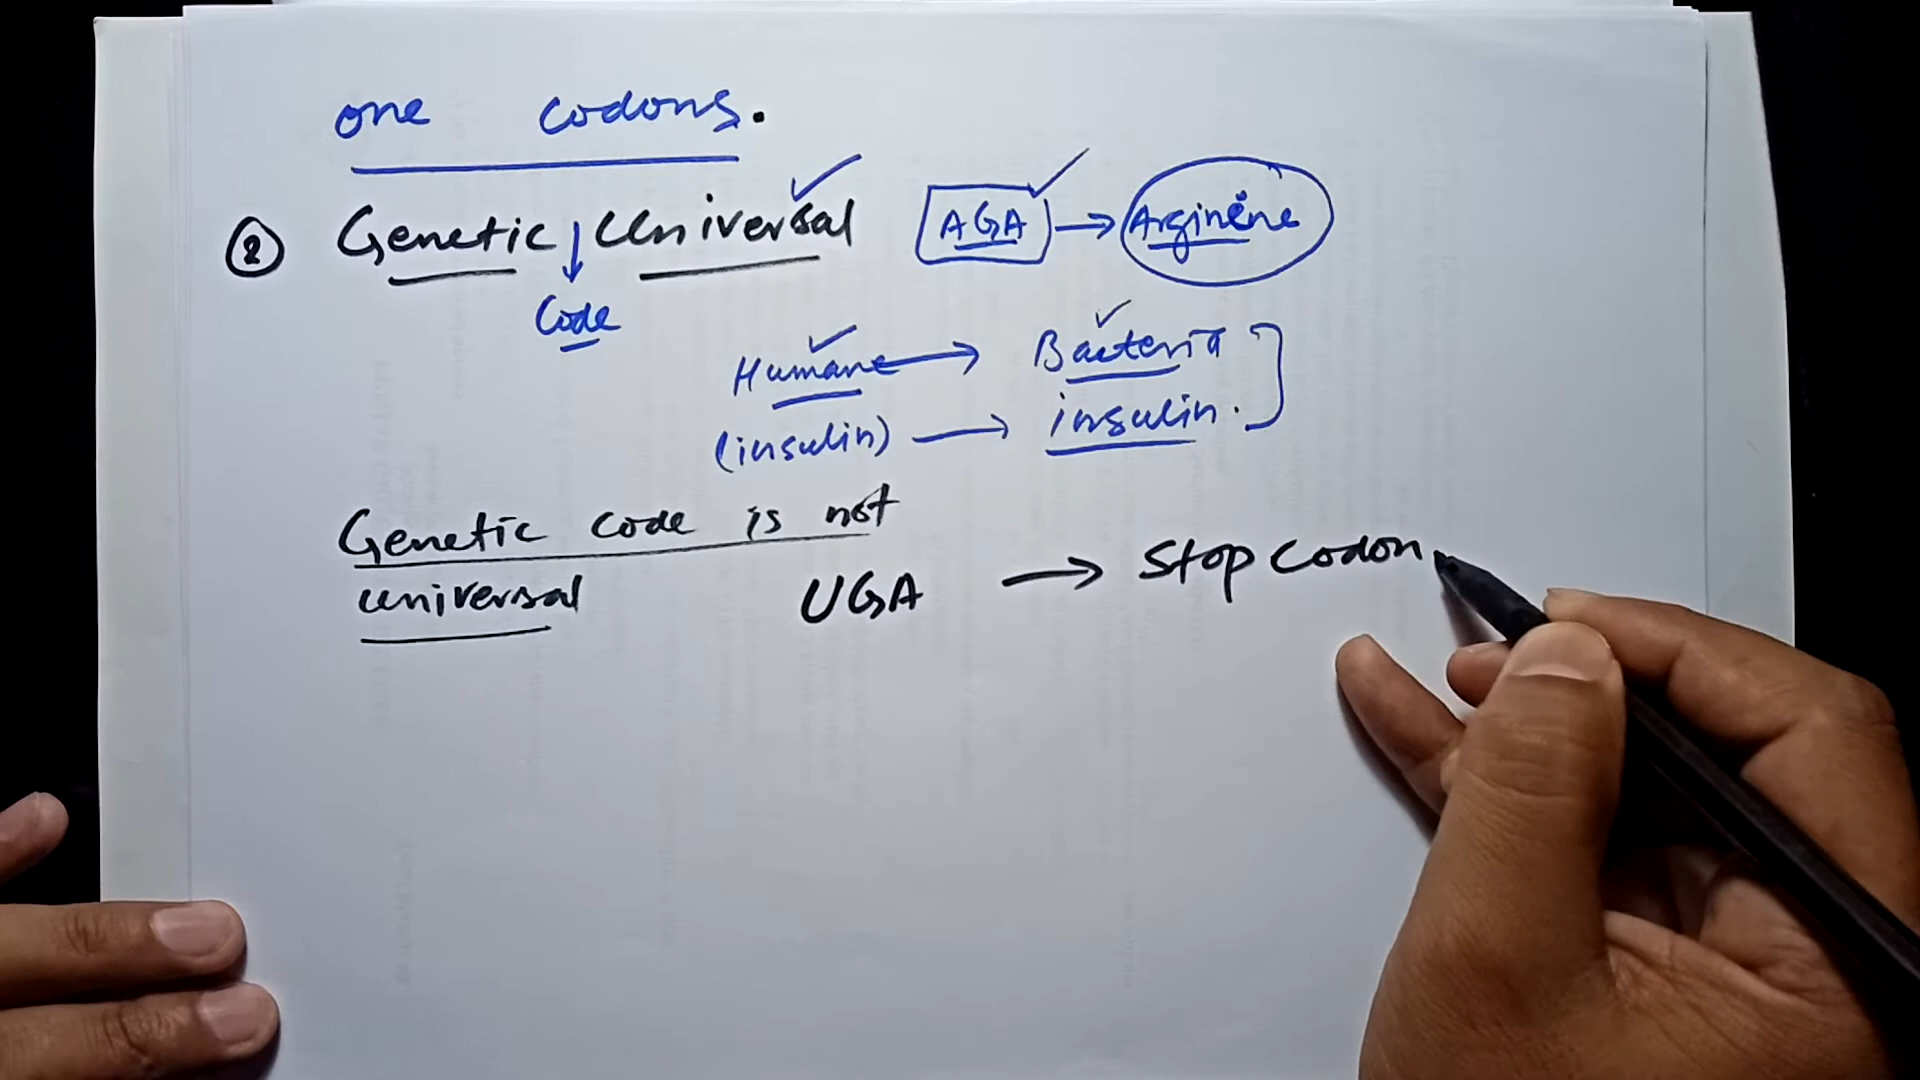 one codons.
② Genetic Universal AGA → Arginine
↓
Code
Humane → Bacteria
(insulin) → insulin.
Genetic code is not
universal UGA → Stop Codon